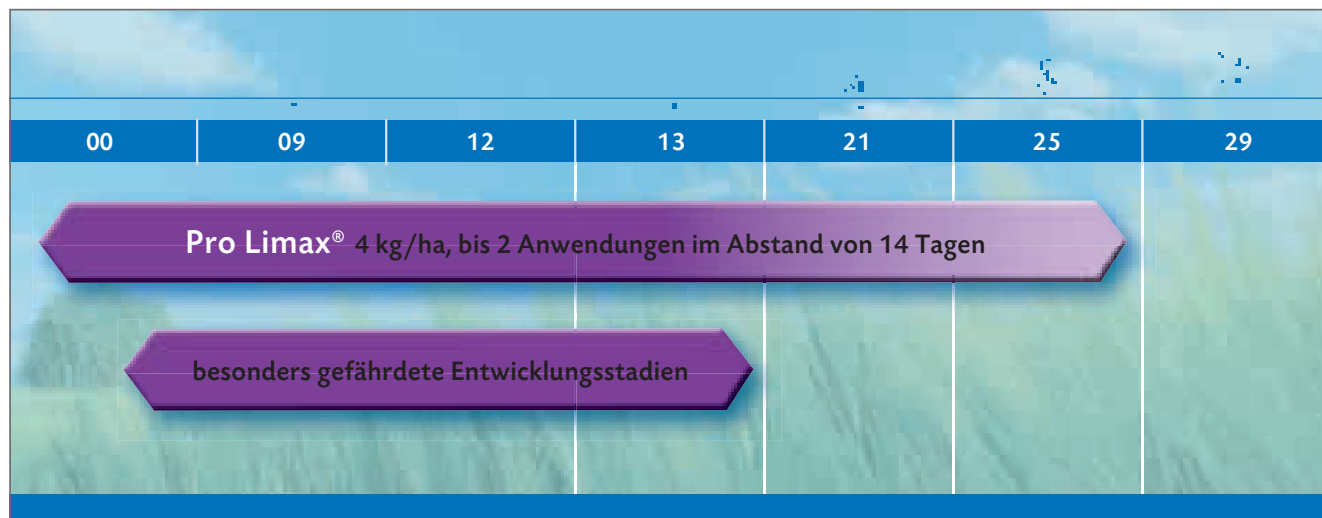 00 09 12 13 21 25 29
Pro Limax® 4 kg/ha, bis 2 Anwendungen im Abstand von 14 Tagen
besonders gefährdete Entwicklungsstadien